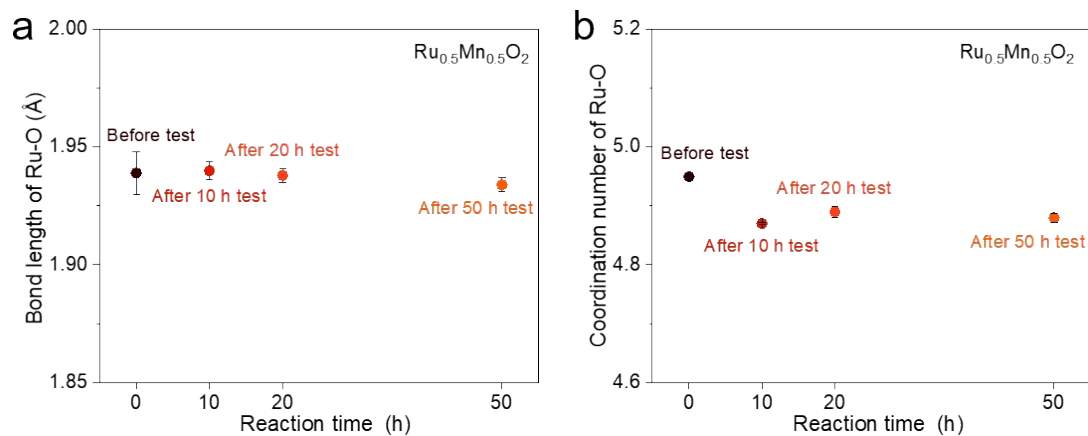 a
Ru0.5Mn0.5O2
Bond length of Ru-O (Å)
2.00
1.95
1.90
1.85
Before test
After 10 h test
After 20 h test
After 50 h test
0 10 20 50
Reaction time (h)
b
Ru0.5Mn0.5O2
Coordination number of Ru-O
5.2
5.0
4.8
4.6
Before test
After 20 h test
After 10 h test
After 50 h test
0 10 20 50
Reaction time (h)